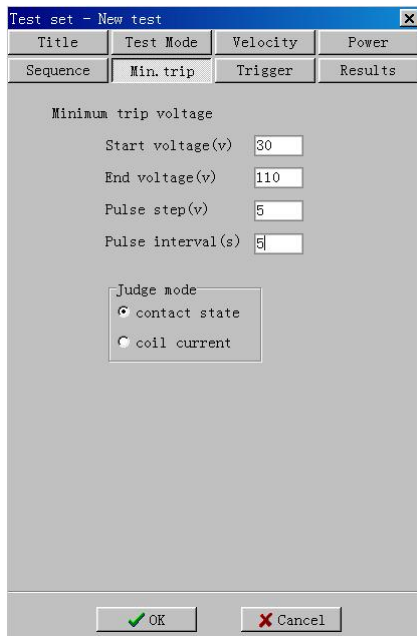 Test set - New test
Title Test Mode Velocity Power
Sequence Min.trip Trigger Results
Minimum trip voltage
Start voltage(v) 30
End voltage(v) 110
Pulse step(v) 5
Pulse interval(s) 5
Judge mode
contact state
coil current
OK Cancel